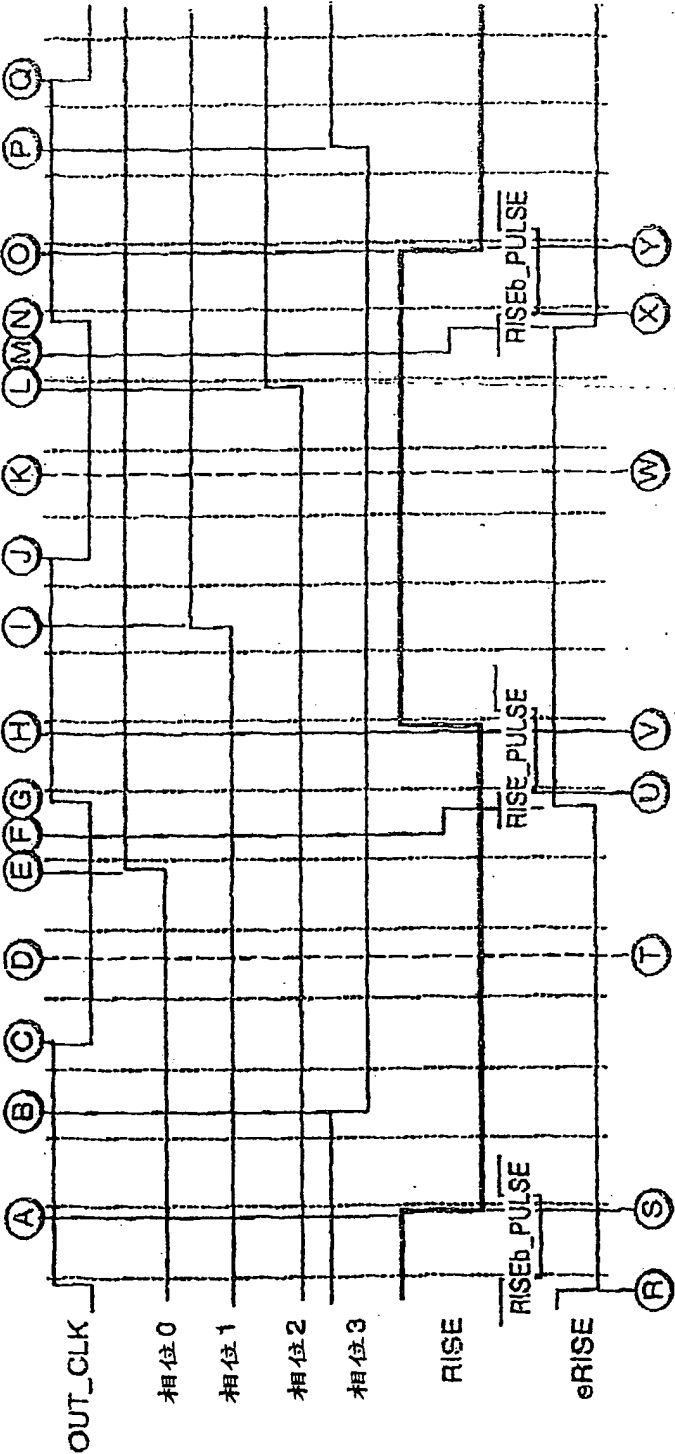 A B C D E F G H I J K L M N O P Q
OUT_CLK
相位0
相位1
相位2
相位3
RISE
RISEb_PULSE RISE_PULSE RISEb_PULSE
eRISE
R S T U V W X Y